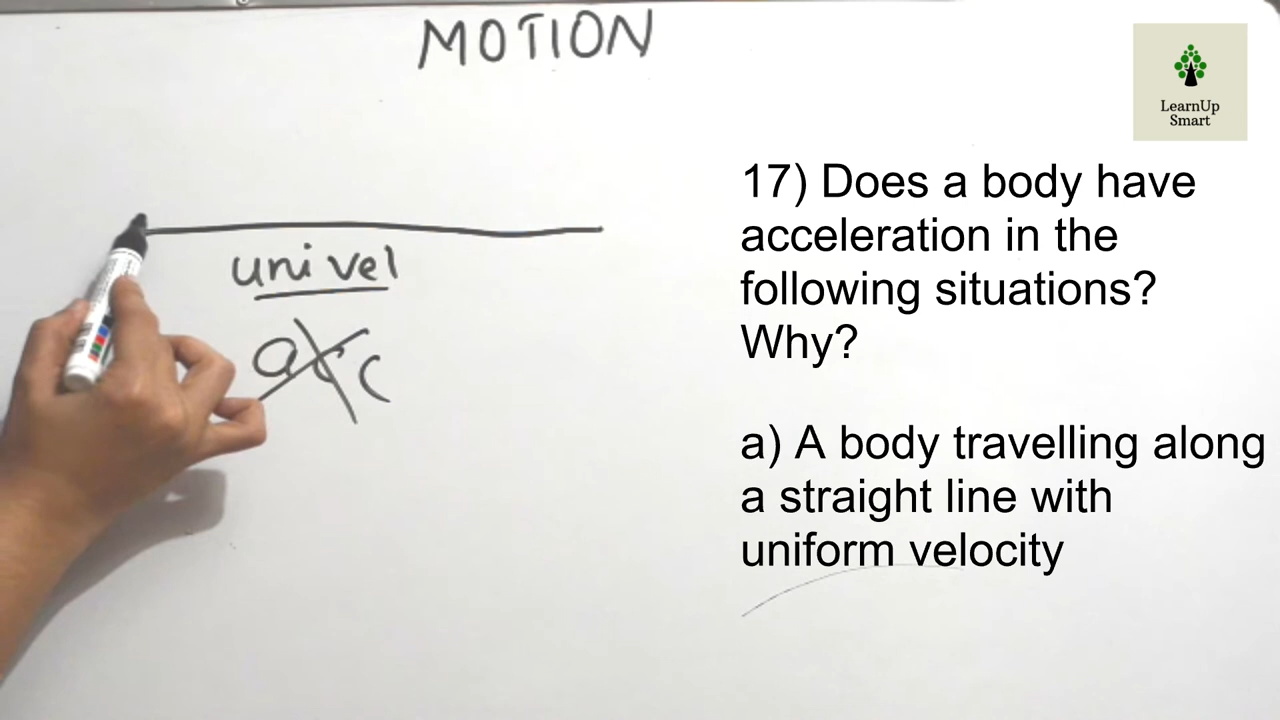 MOTION
LearnUp
Smart
17) Does a body have
acceleration in the
following situations?
Why?
a) A body travelling along
a straight line with
uniform velocity
uni vel
acc